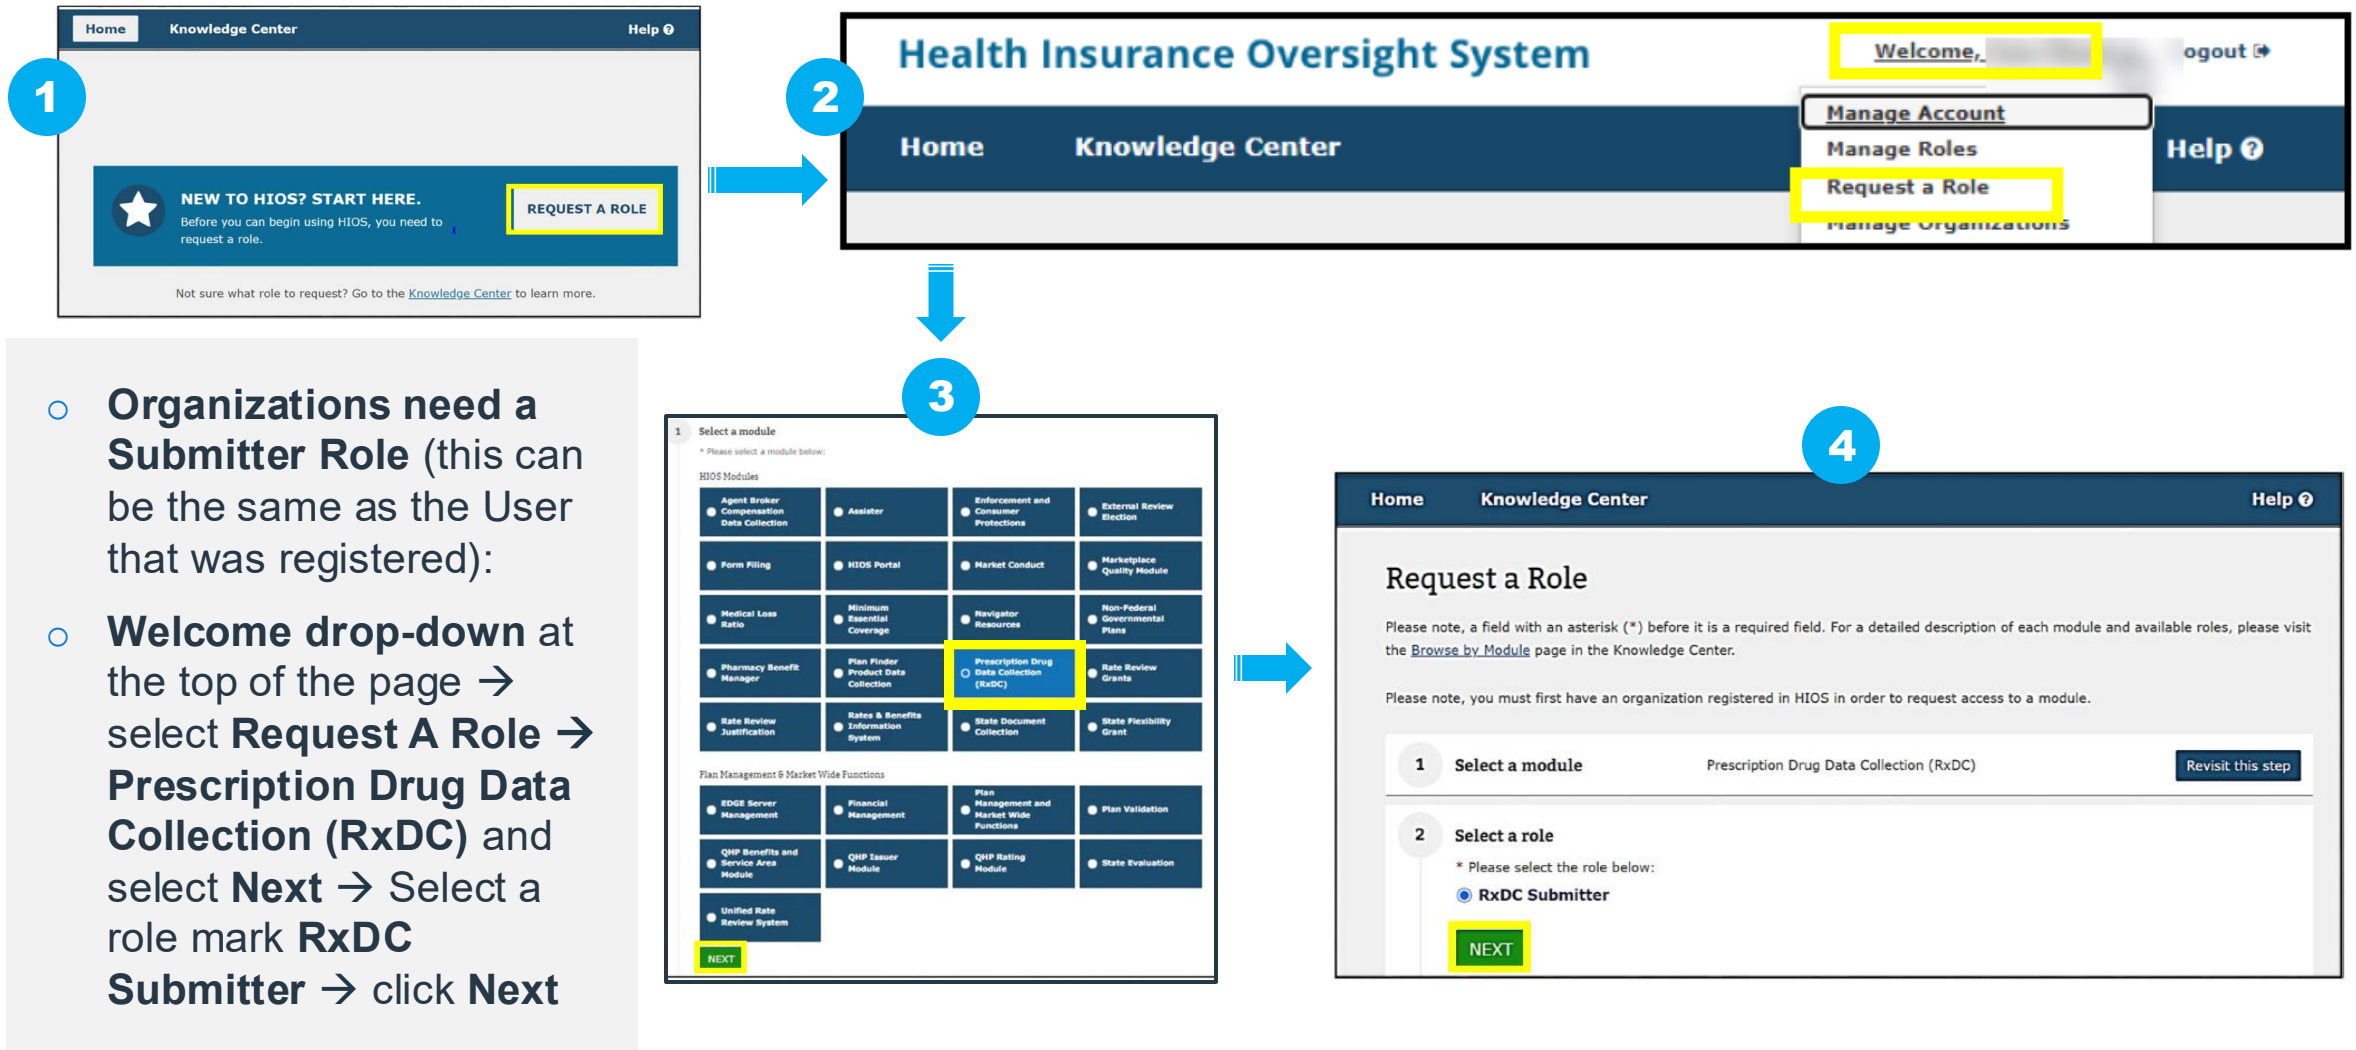 1
Home Knowledge Center Help
NEW TO HIOS? START HERE.
Before you can begin using HIOS, you need to
request a role.
REQUEST A ROLE
Not sure what role to request? Go to the Knowledge Center to learn more.
2
Health Insurance Oversight System
Welcome,
ogout
Home Knowledge Center Help
Manage Account
Manage Roles
Request a Role
Manage Organizations
○ Organizations need a
Submitter Role (this can
be the same as the User
that was registered):
○ Welcome drop-down at
the top of the page →
select Request A Role →
Prescription Drug Data
Collection (RxDC) and
select Next → Select a
role mark RxDC
Submitter → click Next
3
1 Select a module
* Please select a module below:
HIOS Modules
Agent Broker
Compensation
Data Collection
Assister
Enforcement and
Consumer
Protections
External Review
Election
Form Filing
HIOS Portal
Market Conduct
Marketplace
Quality Module
Medical Loss
Ratio
Minimum
Essential
Coverage
Navigator
Resources
Non-Federal
Governmental
Plans
Pharmacy Benefit
Manager
Plan Finder
Product Data
Collection
Prescription Drug
Data Collection
(RxDC)
Rate Review
Grants
Rate Review
Justification
Rates & Benefits
Information
System
State Document
Collection
State Flexibility
Grant
Plan Management & Market Wide Functions
EDGE Server
Management
Financial
Management
Plan
Management and
Market Wide
Functions
Plan Validation
QHP Benefits and
Service Area
Module
QHP Issuer
Module
QHP Rating
Module
State Evaluation
Unified Rate
Review System
NEXT
4
Home Knowledge Center Help
Request a Role
Please note, a field with an asterisk (*) before it is a required field. For a detailed description of each module and available roles, please visit
the Browse by Module page in the Knowledge Center.
Please note, you must first have an organization registered in HIOS in order to request access to a module.
1 Select a module Prescription Drug Data Collection (RxDC) Revisit this step
2 Select a role
* Please select the role below:
RxDC Submitter
NEXT